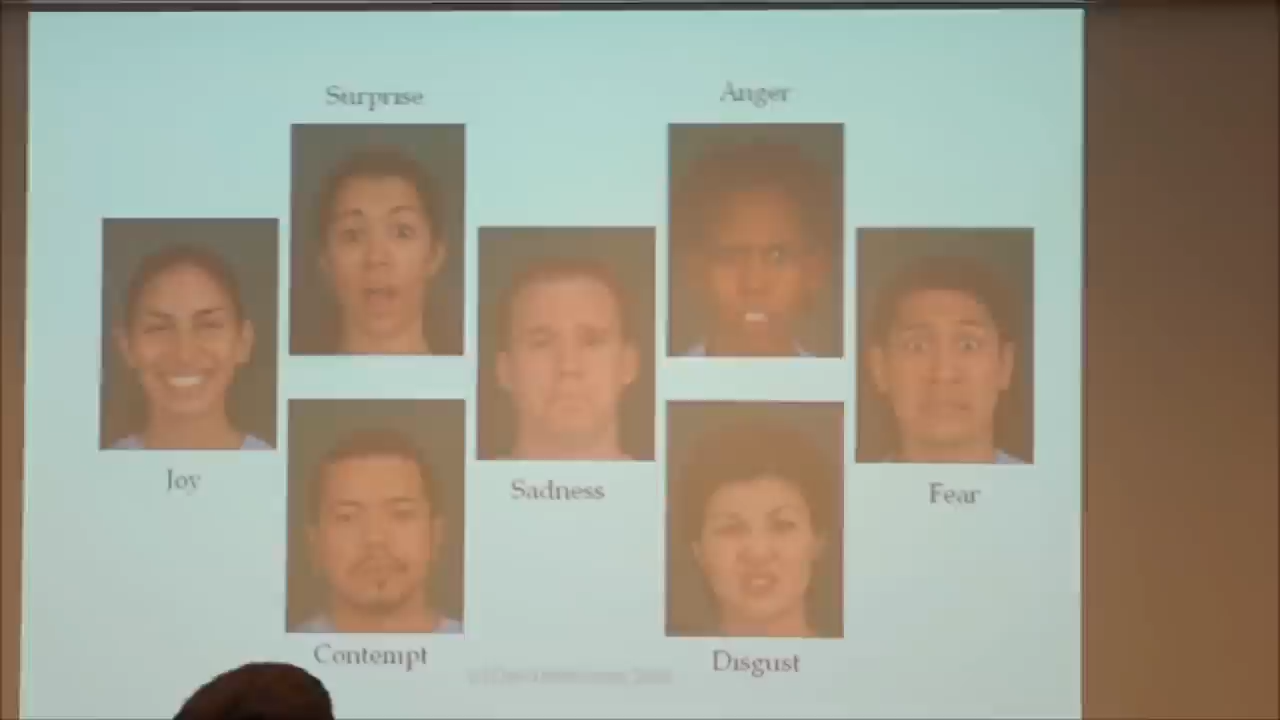 Surprise
Anger
Joy
Sadness
Fear
Contempt
Disgust